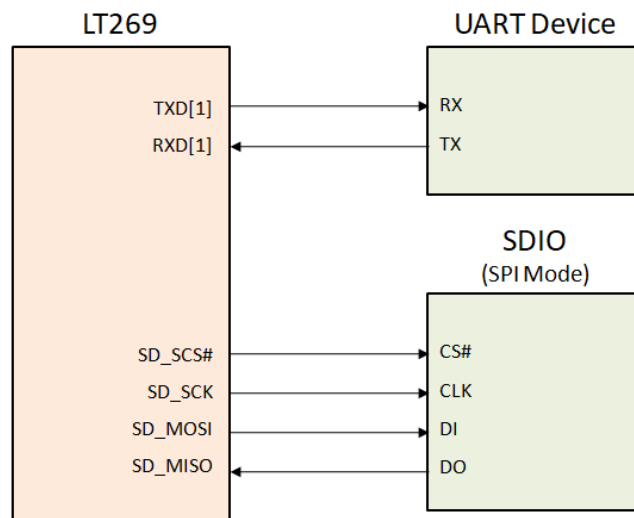 LT269
UART Device
TXD[1]
RX
RXD[1]
TX
SDIO
(SPI Mode)
SD_SCS#
CS#
SD_SCK
CLK
SD_MOSI
DI
SD_MISO
DO